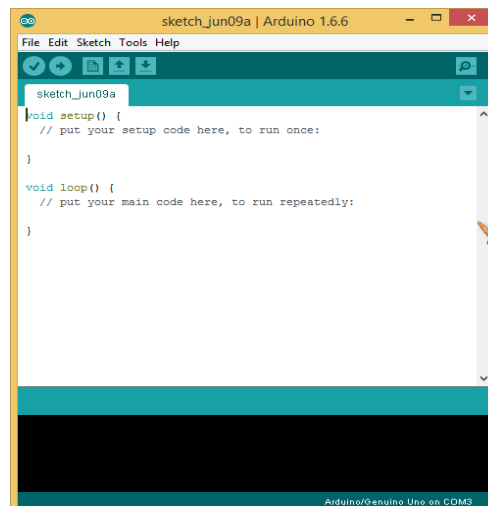 sketch_jun09a | Arduino 1.6.6
File Edit Sketch Tools Help
sketch_jun09a
void setup() {
// put your setup code here, to run once:
}
void loop() {
// put your main code here, to run repeatedly:
}
Arduino/Genuino Uno on COM3